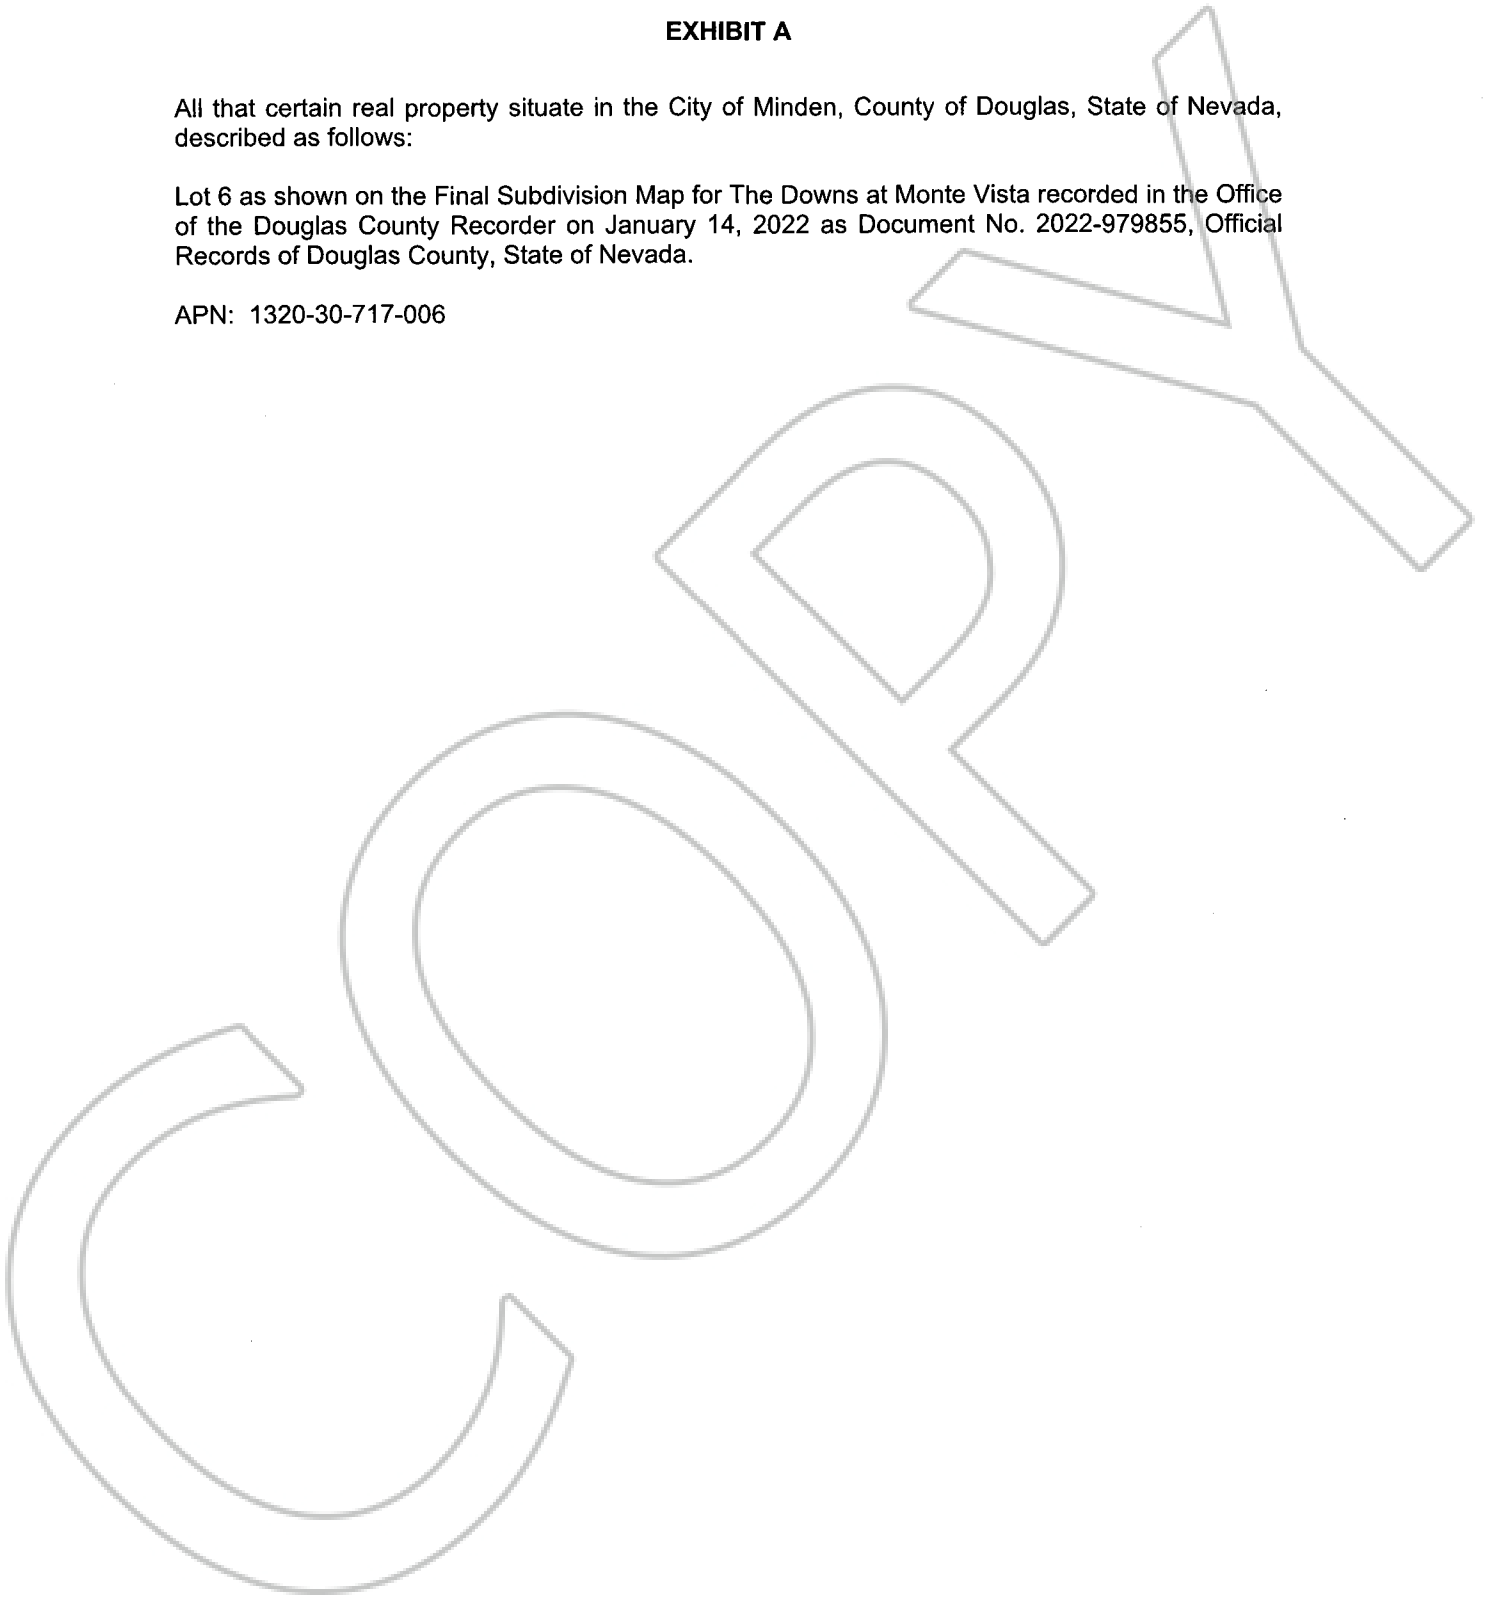 EXHIBIT A
All that certain real property situate in the City of Minden, County of Douglas, State of Nevada,
described as follows:
Lot 6 as shown on the Final Subdivision Map for The Downs at Monte Vista recorded in the Office
of the Douglas County Recorder on January 14, 2022 as Document No. 2022-979855, Official
Records of Douglas County, State of Nevada.
APN: 1320-30-717-006
COPY